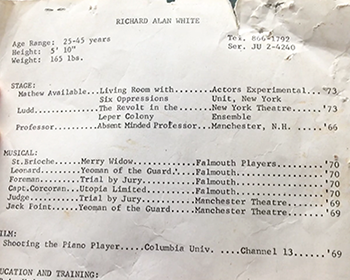 RICHARD ALAN WHITE
Age Range: 25-45 years Tel. 866-1792
Height: 5' 10" Ser. JU 2-4240
Weight: 165 lbs.
STAGE:
Mathew Available...Living Room with.......Actors Experimental...'73
Six Oppressions Unit, New York
Ludd...............The Revolt in the......New York Theatre....'73
Leper Colony Ensemble
Professor..........Absent Minded Professor...Manchester, N.H. .....'66
MUSICAL:
St.Brioche......Merry Widow............Falmouth Players........'70
Leonard.........Yeoman of the Guard....Falmouth................'70
Foreman.........Trial by Jury..........Falmouth................'70
Capt.Corcoran...Utopia Limited.........Falmouth................'70
Judge...........Trial by Jury..........Manchester Theatre......'69
Jack Foint......Yeoman of the Guard....Manchester Theatre......'69
FILM:
Shooting the Piano Player.....Columbia Univ. ....Channel 13......'69
EDUCATION AND TRAINING: